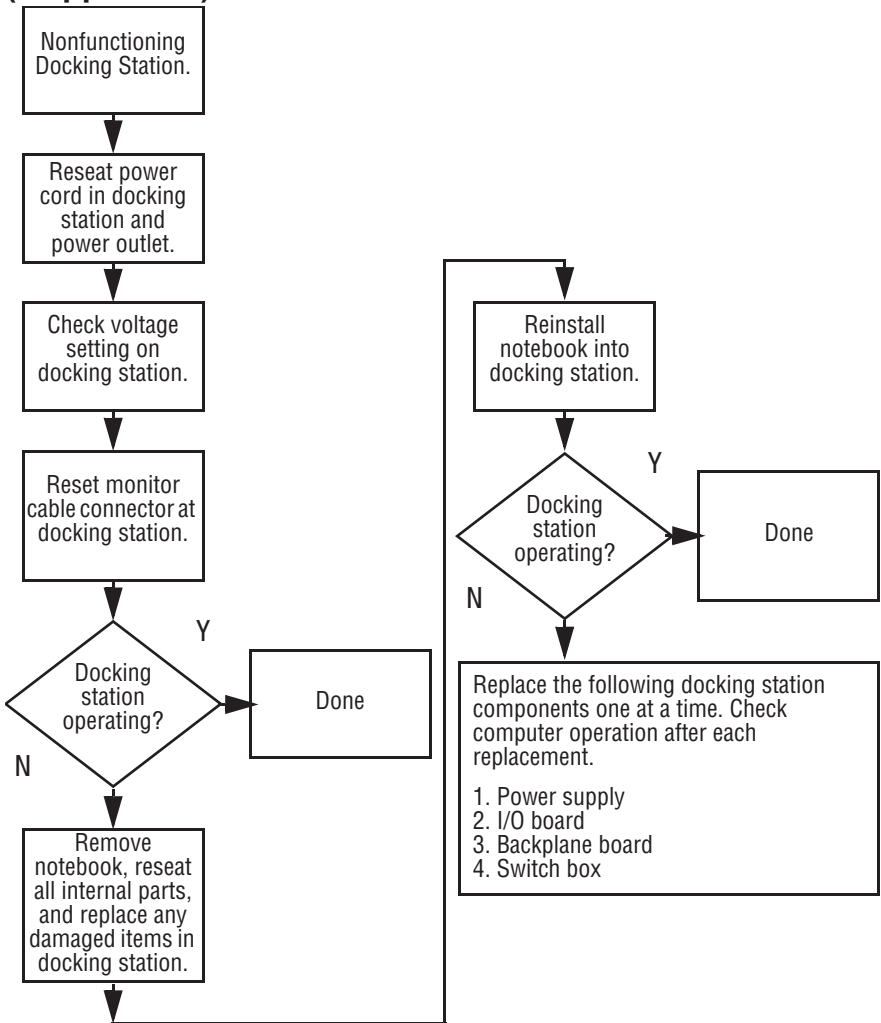 Nonfunctioning
Docking Station.
Reseat power
cord in docking
station and
power outlet.
Check voltage
setting on
docking station.
Reset monitor
cable connector at
docking station.
Y
Docking
station
operating?
Done
N
Remove
notebook, reseat
all internal parts,
and replace any
damaged items in
docking station.
Reinstall
notebook into
docking station.
Y
Docking
station
operating?
Done
N
Replace the following docking station
components one at a time. Check
computer operation after each
replacement.
1. Power supply
2. I/O board
3. Backplane board
4. Switch box